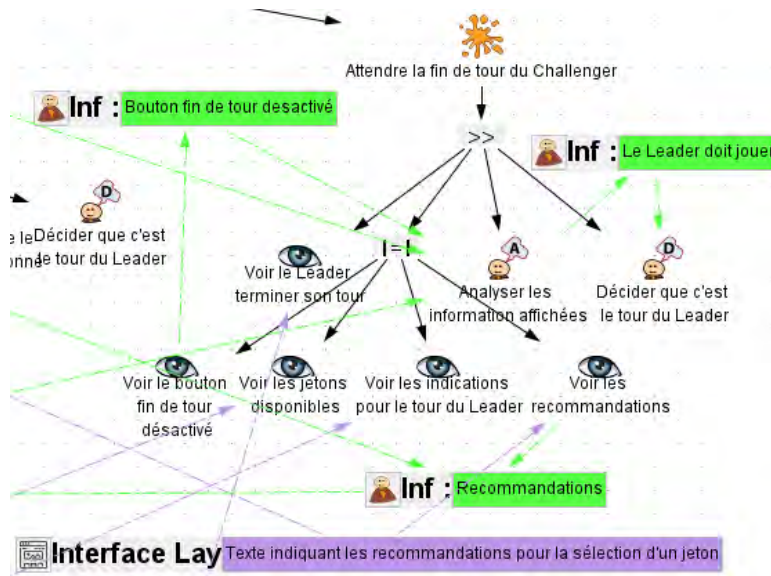 Attendre la fin de tour du Challenger
Inf : Bouton fin de tour desactivé
>>
Inf : Le Leader doit jouer
D
Décider que c'est
le tour du Leader
Voir le Leader
terminer son tour
|=|
A
Analyser les
information affichées
D
Décider que c'est
le tour du Leader
Voir le bouton
fin de tour
désactivé
Voir les jetons
disponibles
Voir les indications
pour le tour du Leader
Voir les
recommandations
Inf : Recommandations
Interface Lay Texte indiquant les recommandations pour la sélection d'un jeton